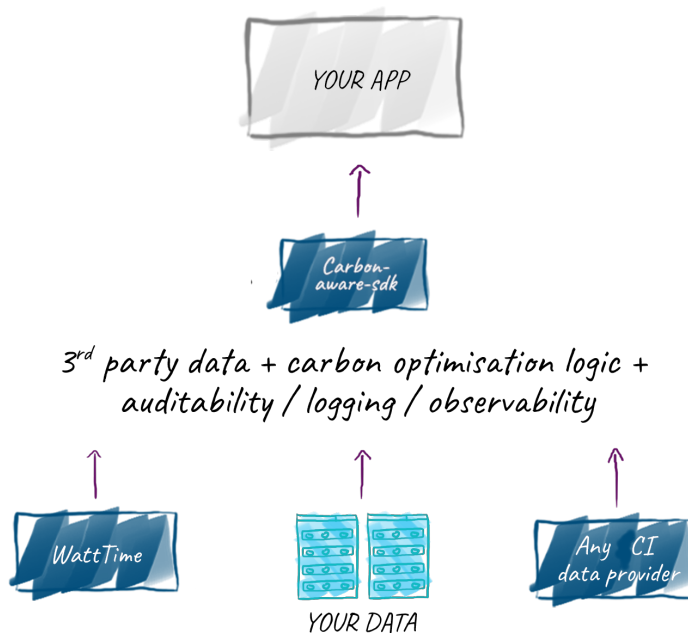 YOUR APP
Carbon-
aware-sdk
3rd party data + carbon optimisation logic +
auditability / logging / observability
WattTime
YOUR DATA
Any CI
data provider